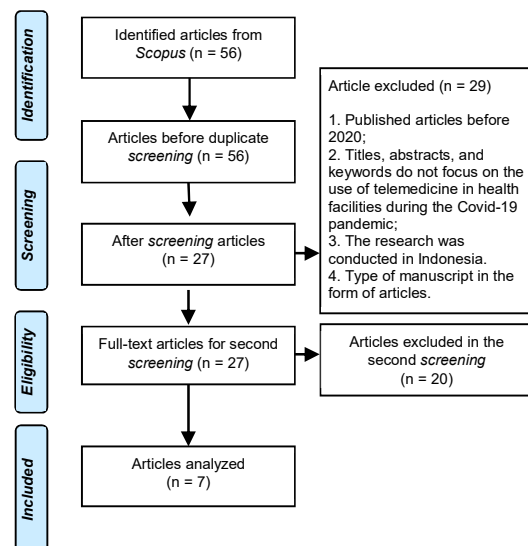 Identification
Identified articles from
Scopus (n = 56)
Articles before duplicate
screening (n = 56)
Screening
After screening articles
(n = 27)
Article excluded (n = 29)
1. Published articles before
2020;
2. Titles, abstracts, and
keywords do not focus on the
use of telemedicine in health
facilities during the Covid-19
pandemic;
3. The research was
conducted in Indonesia.
4. Type of manuscript in the
form of articles.
Eligibility
Full-text articles for second
screening (n = 27)
Articles excluded in the
second screening
(n = 20)
Included
Articles analyzed
(n = 7)